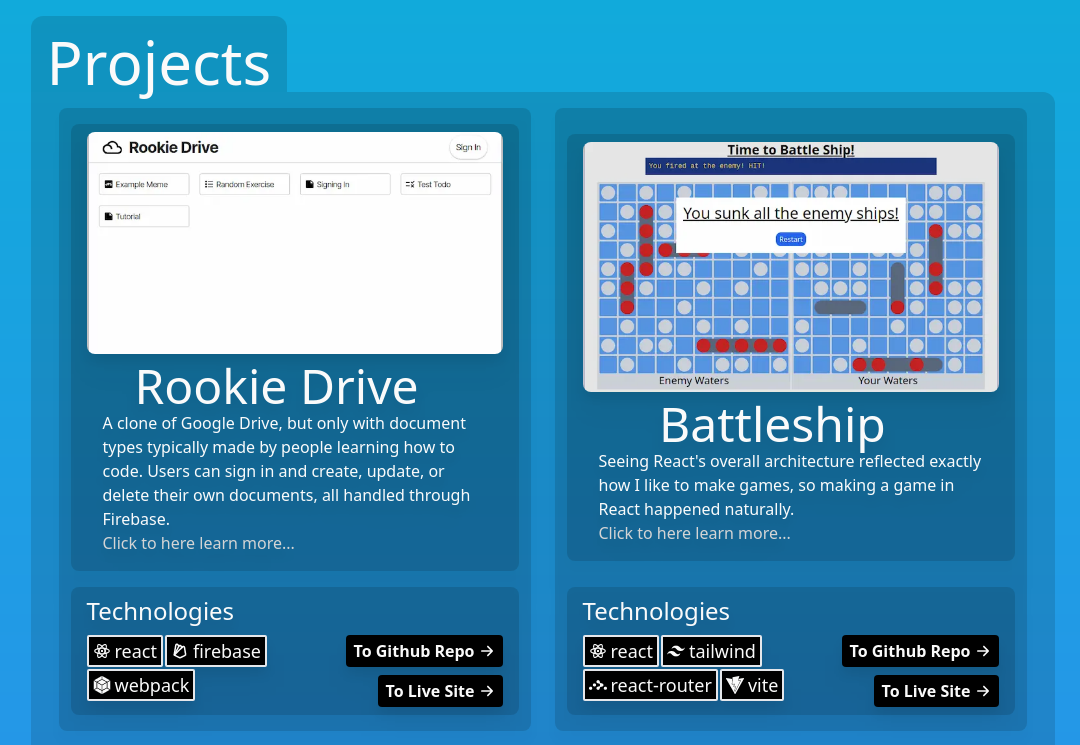 Projects
Rookie Drive
Sign In
Example Meme
Random Exercise
Signing In
Test Todo
Tutorial
Rookie Drive
A clone of Google Drive, but only with document
types typically made by people learning how to
code. Users can sign in and create, update, or
delete their own documents, all handled through
Firebase.
Click to here learn more...
Technologies
react
firebase
webpack
To Github Repo →
To Live Site →
Time to Battle Ship!
You fired at the enemy! HIT!
You sunk all the enemy ships!
Restart
Enemy Waters
Your Waters
Battleship
Seeing React's overall architecture reflected exactly
how I like to make games, so making a game in
React happened naturally.
Click to here learn more...
Technologies
react
tailwind
react-router
vite
To Github Repo →
To Live Site →